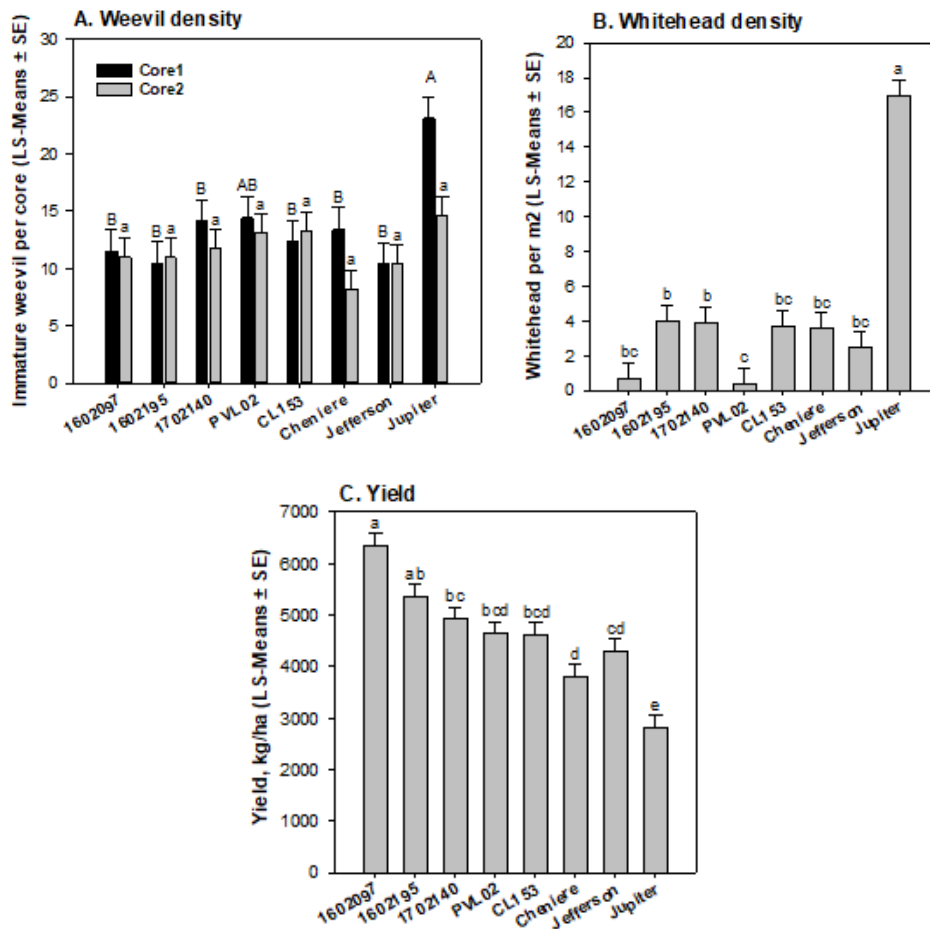 A. Weevil density
Immature weevil per core (LS-Means ± SE)
30
25
20
15
10
5
0
Core1
Core2
B a B a B a AB a B a B a B a A a
1602097 1602195 1702140 PVL02 CL153 Cheniere Jefferson Jupiter
B. Whitehead density
Whitehead per m2 (LS-Means ± SE)
20
18
16
14
12
10
8
6
4
2
0
bc b b c bc bc bc a
1602097 1602195 1702140 PVL02 CL153 Cheniere Jefferson Jupiter
C. Yield
Yield, kg/ha (LS-Means ± SE)
7000
6000
5000
4000
3000
2000
1000
0
a ab bc bcd bcd d cd e
1602097 1602195 1702140 PVL02 CL153 Cheniere Jefferson Jupiter